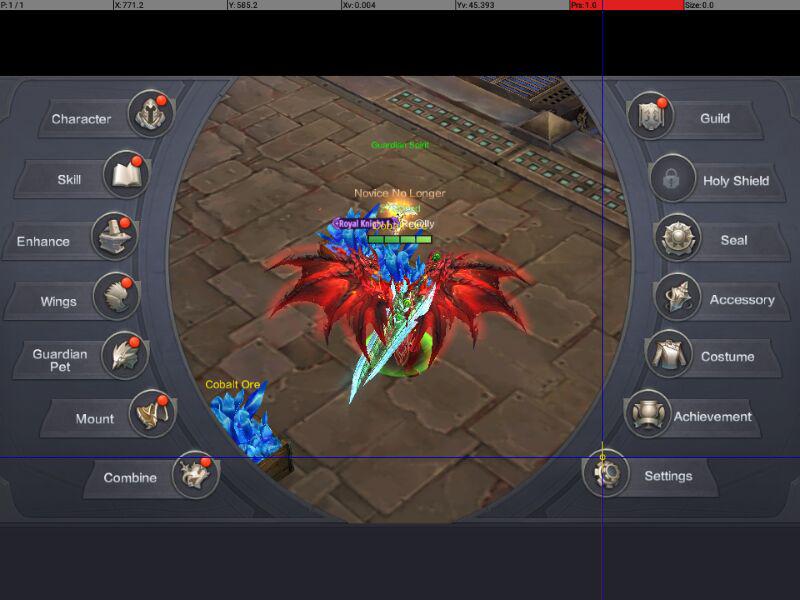 P: 1 / 1 X: 771.2 Y: 585.2 Xv: 0.004 Yv: 45.393 Prs: 1.0 Size: 0.0
Character
Skill
Enhance
Wings
Guardian
Pet
Mount
Combine
Guardian Spirit
Novice No Longer
Royal Knight
Cobalt Ore
Guild
Holy Shield
Seal
Accessory
Costume
Achievement
Settings